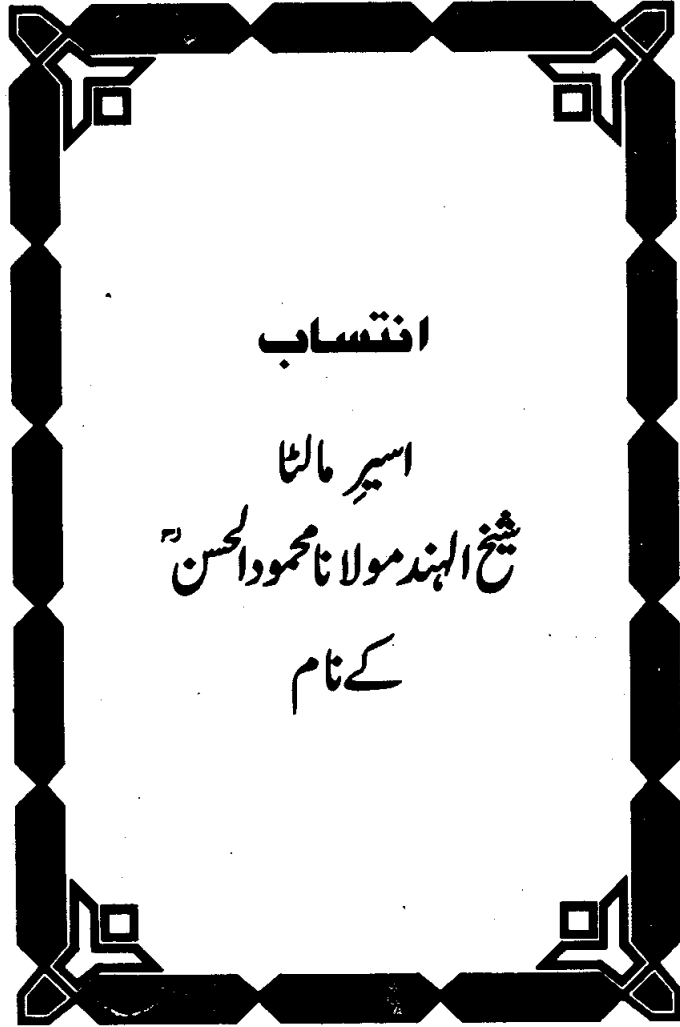 انتساب
اسیرِ مالٹا
شیخ الہند مولانا محمود الحسنؒ
کے نام